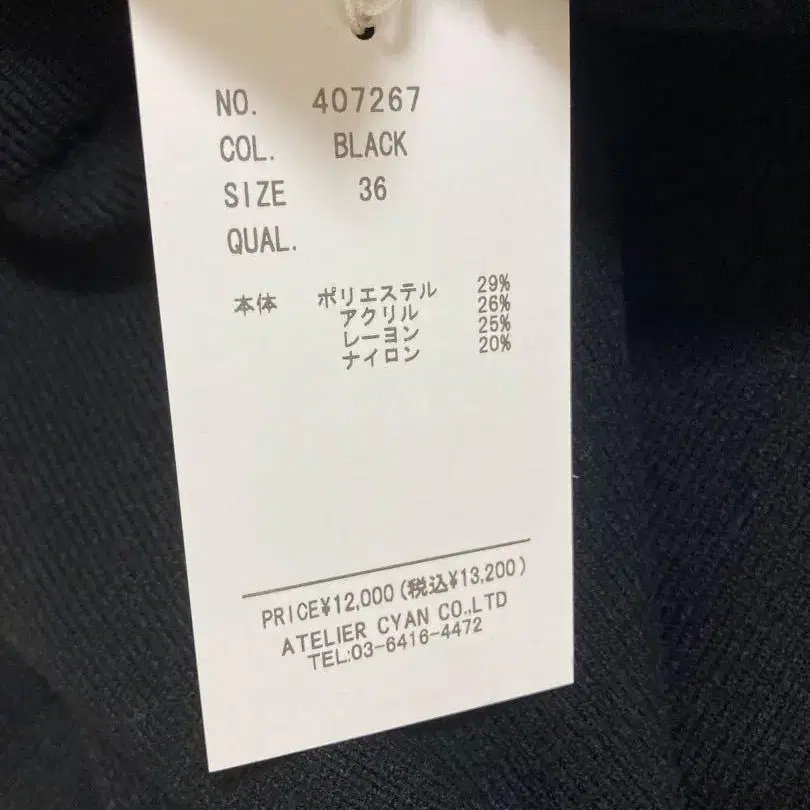 NO. 407267
COL. BLACK
SIZE 36
QUAL.
本体 ポリエステル 29%
アクリル 26%
レーヨン 25%
ナイロン 20%
PRICE¥12,000(税込¥13,200)
ATELIER CYAN CO.,LTD
TEL:03-6416-4472